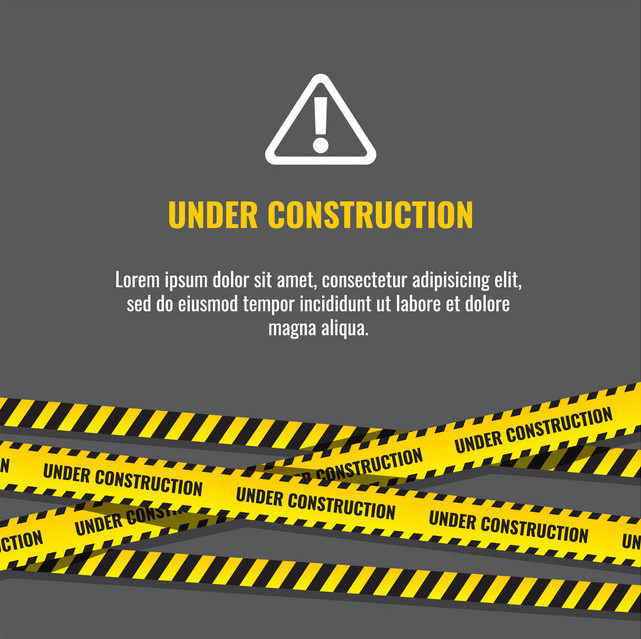 UNDER CONSTRUCTION
Lorem ipsum dolor sit amet, consectetur adipisicing elit,
sed do eiusmod tempor incididunt ut labore et dolore
magna aliqua.
UNDER CONSTRUCTION
CONSTRUCTION
UNDER CONSTRUCTION
UNDER CONSTRUCTION
UNDER CONSTRUCTION
UNDER